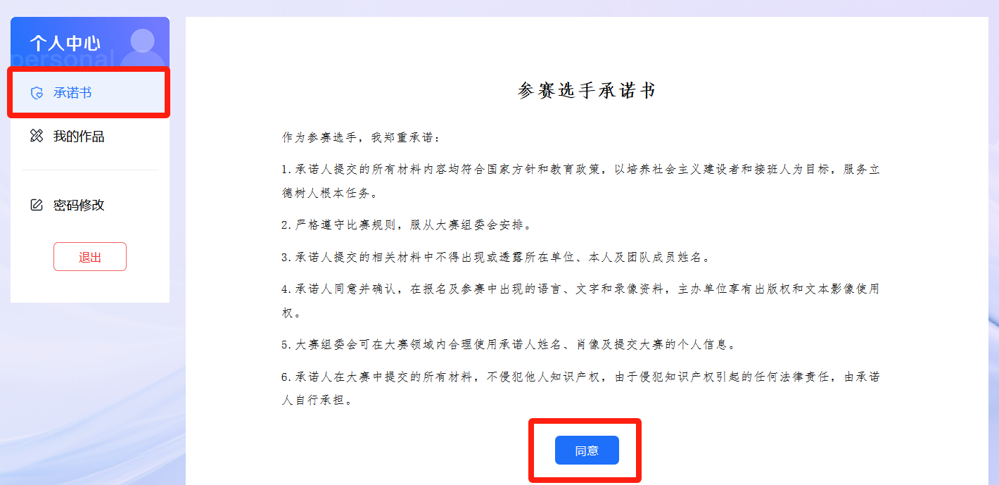 个人中心
personal
承诺书
我的作品
密码修改
退出
参赛选手承诺书
作为参赛选手，我郑重承诺：
1. 承诺人提交的所有材料内容均符合国家方针和教育政策，以培养社会主义建设者和接班人为目标，服务立
德树人根本任务。
2. 严格遵守比赛规则，服从大赛组委会安排。
3. 承诺人提交的相关材料中不得出现或透露所在单位、本人及团队成员姓名。
4. 承诺人同意并确认，在报名及参赛中出现的语言、文字和录像资料，主办单位享有出版权和文本影像使用
权。
5. 大赛组委会可在大赛领域内合理使用承诺人姓名、肖像及提交大赛的个人信息。
6. 承诺人在大赛中提交的所有材料，不侵犯他人知识产权，由于侵犯知识产权引起的任何法律责任，由承诺
人自行承担。
同意